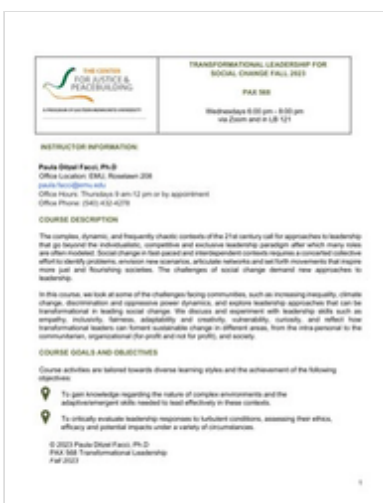 THE CENTER
FOR JUSTICE &
PEACEBUILDING
A PROGRAM OF EASTERN MENNONITE UNIVERSITY
TRANSFORMATIONAL LEADERSHIP FOR
SOCIAL CHANGE FALL 2023
PAX 568
Wednesdays 6:00 pm - 9:00 pm
via Zoom and in LB 121
INSTRUCTOR INFORMATION:
Paula Ditzel Facci, Ph.D
Office Location: EMU, Roselawn 208
paula.facci@emu.edu
Office Hours: Thursdays 9 am-12 pm or by appointment
Office Phone: (540) 432-4278
COURSE DESCRIPTION
The complex, dynamic, and frequently chaotic contexts of the 21st century call for approaches to leadership
that go beyond the individualistic, competitive and exclusive leadership paradigm after which many roles
are often modeled. Social change in fast-paced and interdependent contexts requires a concerted collective
effort to identify problems, envision new scenarios, articulate networks and set forth movements that inspire
more just and flourishing societies. The challenges of social change demand new approaches to
leadership.
In this course, we look at some of the challenges facing communities, such as increasing inequality, climate
change, discrimination and oppressive power dynamics, and explore leadership approaches that can be
transformational in leading social change. We discuss and experiment with leadership skills such as
empathy, inclusivity, fairness, adaptability and creativity, vulnerability, curiosity, and reflect how
transformational leaders can foment sustainable change in different areas, from the intra-personal to the
communitarian, organizational (for-profit and not for profit), and society.
COURSE GOALS AND OBJECTIVES
Course activities are tailored towards diverse learning styles and the achievement of the following
objectives:
To gain knowledge regarding the nature of complex environments and the
adaptive/emergent skills needed to lead effectively in these contexts.
To critically evaluate leadership responses to turbulent conditions, assessing their ethics,
efficacy and potential impacts under a variety of circumstances.
© 2023 Paula Ditzel Facci, Ph.D
PAX 568 Transformational Leadership
Fall 2023